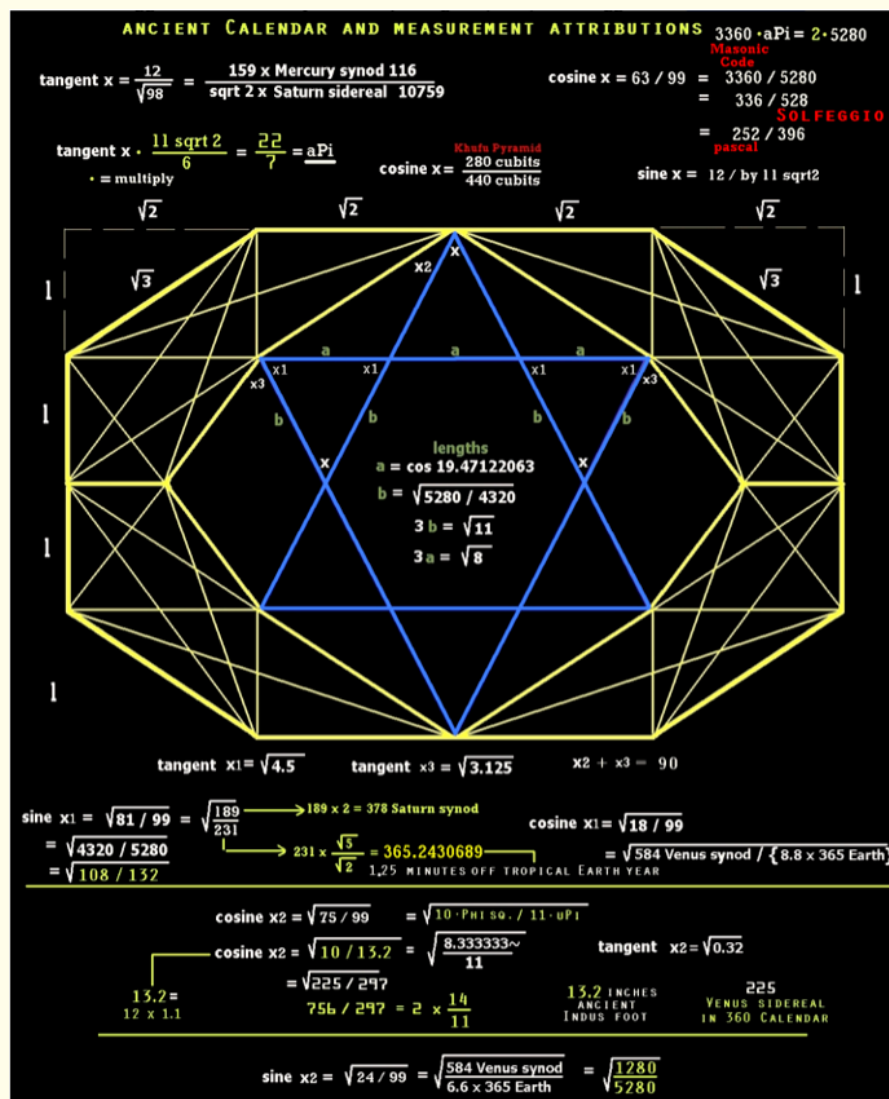 ANCIENT CALENDAR AND MEASUREMENT ATTRIBUTIONS
3360 · aPi = 2 · 5280
Masonic
Code
tangent x = 12 / √98 = 159 x Mercury synod 116 / sqrt 2 x Saturn sidereal 10759
cosine x = 63 / 99 = 3360 / 5280
= 336 / 528
SOLFEGGIO
= 252 / 396
pascal
tangent x · 11 sqrt 2 / 6 = 22 / 7 = aPi
· = multiply
Khufu Pyramid
cosine x = 280 cubits / 440 cubits
sine x = 12 / by 11 sqrt2
√2 √2 √2 √2
x
x2
1 √3 √3 1
a a a
x1 x1 x1 x1
x3 x3
1 b b b b
lengths
x x
a = cos 19.47122063
b = √5280 / 4320
3 b = √11
3 a = √8
1
1
tangent x1 = √4.5 tangent x3 = √3.125 x2 + x3 = 90
sine x1 = √81 / 99 = √189 / 231
189 x 2 = 378 Saturn synod
cosine x1 = √18 / 99
= √4320 / 5280
231 x √5 / √2 = 365.2430689
= √584 Venus synod / {8.8 x 365 Earth}
= √108 / 132
1.25 MINUTES OFF TROPICAL EARTH YEAR
cosine x2 = √75 / 99 = √10·PHI SQ. / 11·uPi
cosine x2 = √10 / 13.2 = √8.333333~ / 11
tangent x2 = √0.32
= √225 / 297
13.2 =
12 x 1.1
756 / 297 = 2 x 14 / 11
13.2 INCHES
ANCIENT
INDUS FOOT
225
VENUS SIDEREAL
IN 360 CALENDAR
sine x2 = √24 / 99 = √584 Venus synod / 6.6 x 365 Earth = √1280 / 5280